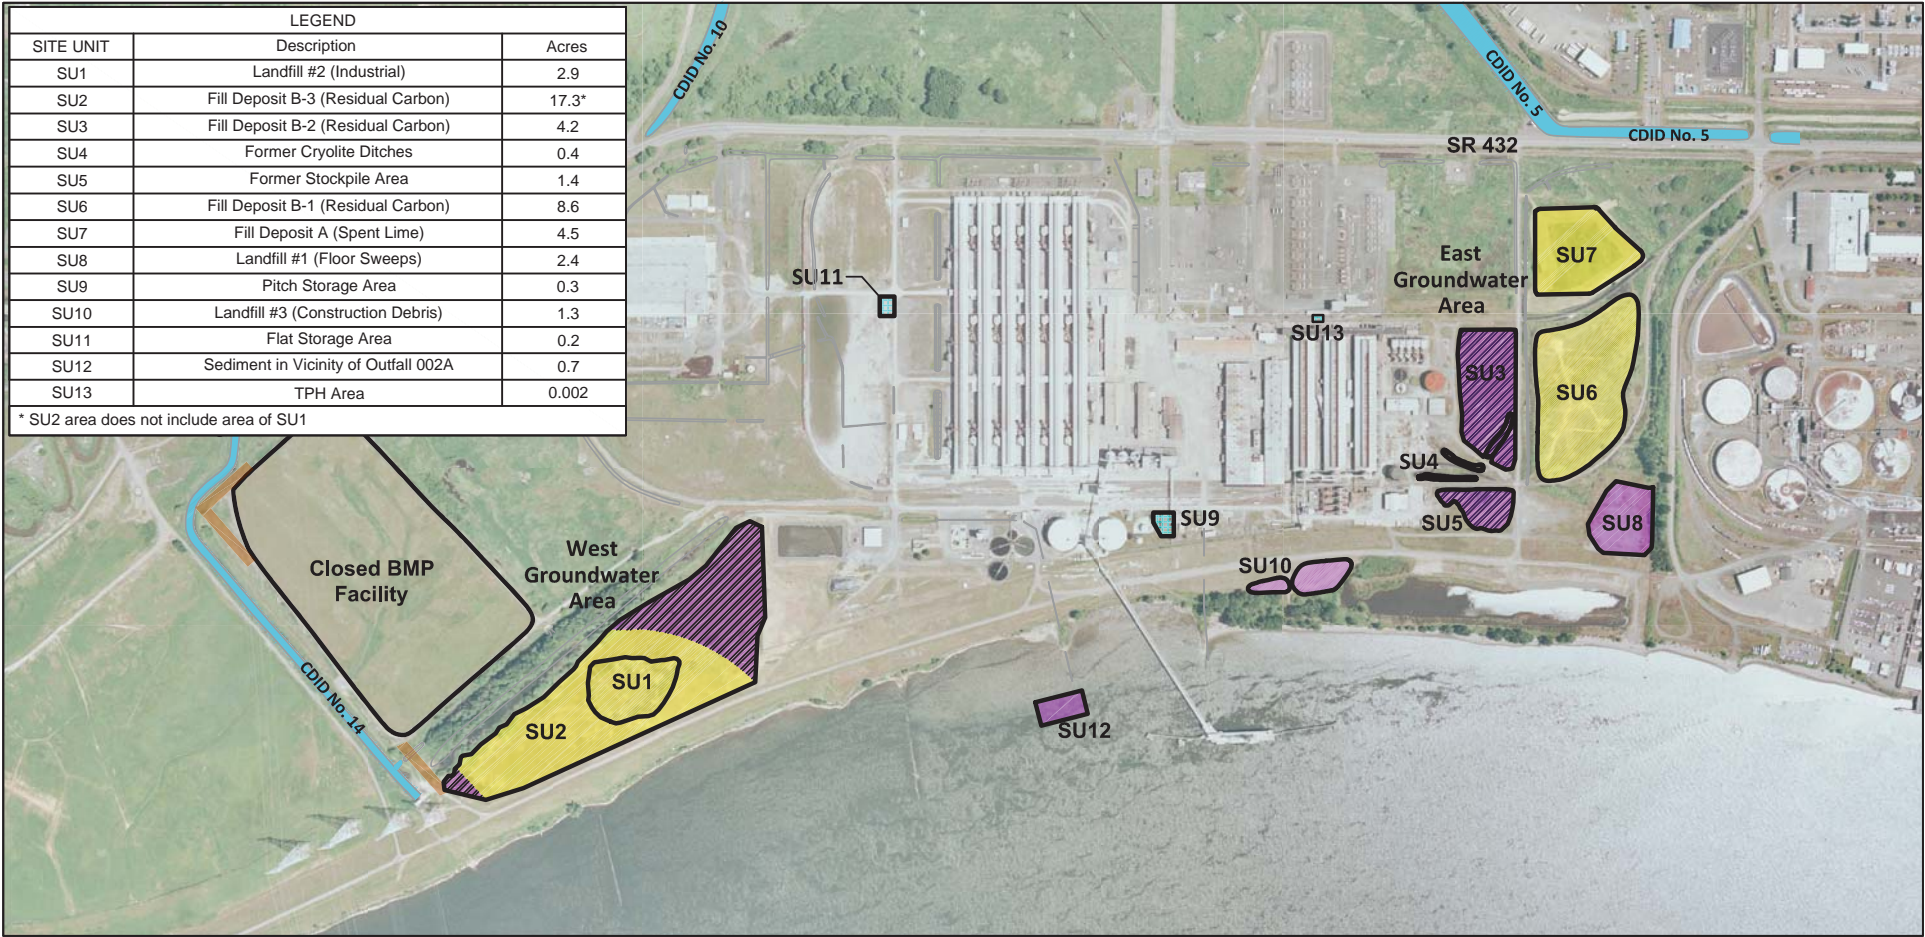 LEGEND
SITE UNIT Description Acres
SU1 Landfill #2 (Industrial) 2.9
SU2 Fill Deposit B-3 (Residual Carbon) 17.3*
SU3 Fill Deposit B-2 (Residual Carbon) 4.2
SU4 Former Cryolite Ditches 0.4
SU5 Former Stockpile Area 1.4
SU6 Fill Deposit B-1 (Residual Carbon) 8.6
SU7 Fill Deposit A (Spent Lime) 4.5
SU8 Landfill #1 (Floor Sweeps) 2.4
SU9 Pitch Storage Area 0.3
SU10 Landfill #3 (Construction Debris) 1.3
SU11 Flat Storage Area 0.2
SU12 Sediment in Vicinity of Outfall 002A 0.7
SU13 TPH Area 0.002
* SU2 area does not include area of SU1
CDID No. 10
CDID No. 5
CDID No. 5
SR 432
SU11
East
Groundwater
Area
SU7
SU13
SU3
SU6
SU4
SU9
SU5
SU8
West
Groundwater
Area
Closed BMP
Facility
SU10
SU1
SU2
SU12
CDID No. 14